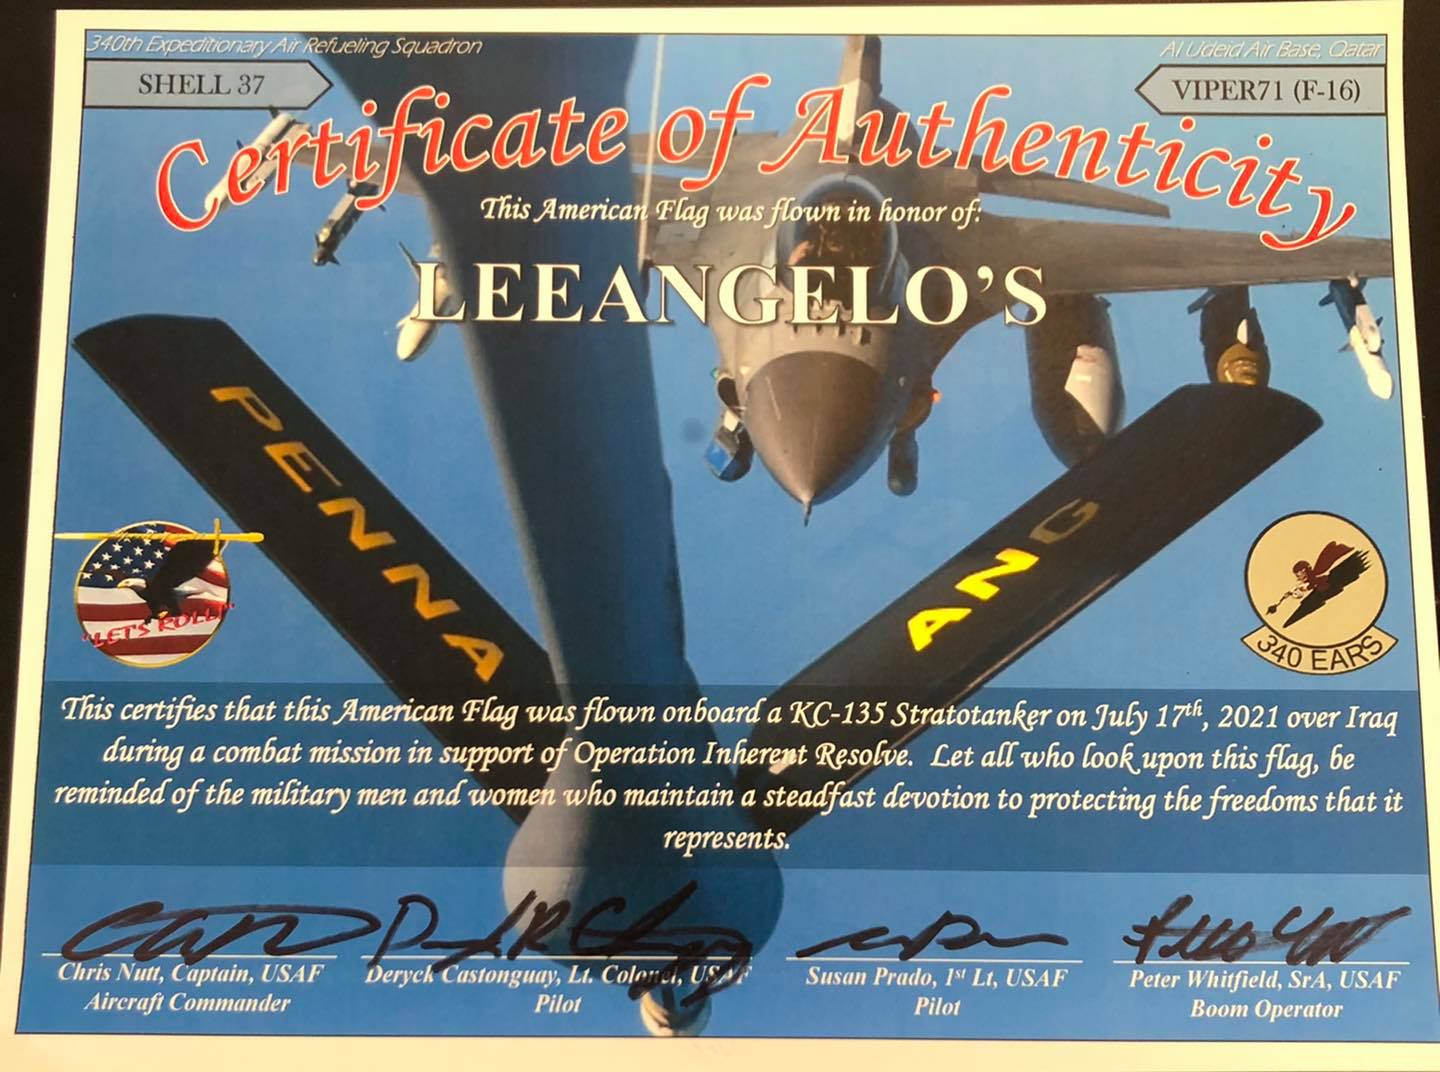 340th Expeditionary Air Refueling Squadron
Al Udeid Air Base, Qatar
SHELL 37
VIPER71 (F-16)
Certificate of Authenticity
This American Flag was flown in honor of:
LEEANGELO'S
PENNA
ANG
"LET'S ROLL!"
340 EARS
This certifies that this American Flag was flown onboard a KC-135 Stratotanker on July 17th, 2021 over Iraq
during a combat mission in support of Operation Inherent Resolve. Let all who look upon this flag, be
reminded of the military men and women who maintain a steadfast devotion to protecting the freedoms that it
represents.
Chris Nutt, Captain, USAF
Aircraft Commander
Deryck Castonguay, Lt. Colonel, USAF
Pilot
Susan Prado, 1st Lt, USAF
Pilot
Peter Whitfield, SrA, USAF
Boom Operator